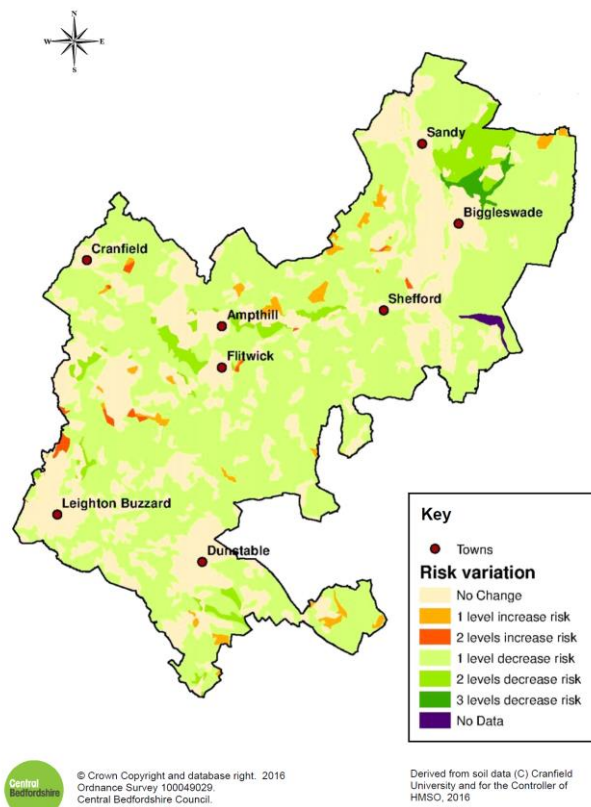 N
W E
S
Sandy
Biggleswade
Cranfield
Shefford
Ampthill
Flitwick
Leighton Buzzard
Dunstable
Key
Towns
Risk variation
No Change
1 level increase risk
2 levels increase risk
1 level decrease risk
2 levels decrease risk
3 levels decrease risk
No Data
Central
Bedfordshire
© Crown Copyright and database right. 2016
Ordnance Survey 100049029.
Central Bedfordshire Council.
Derived from soil data (C) Cranfield
University and for the Controller of
HMSO, 2016